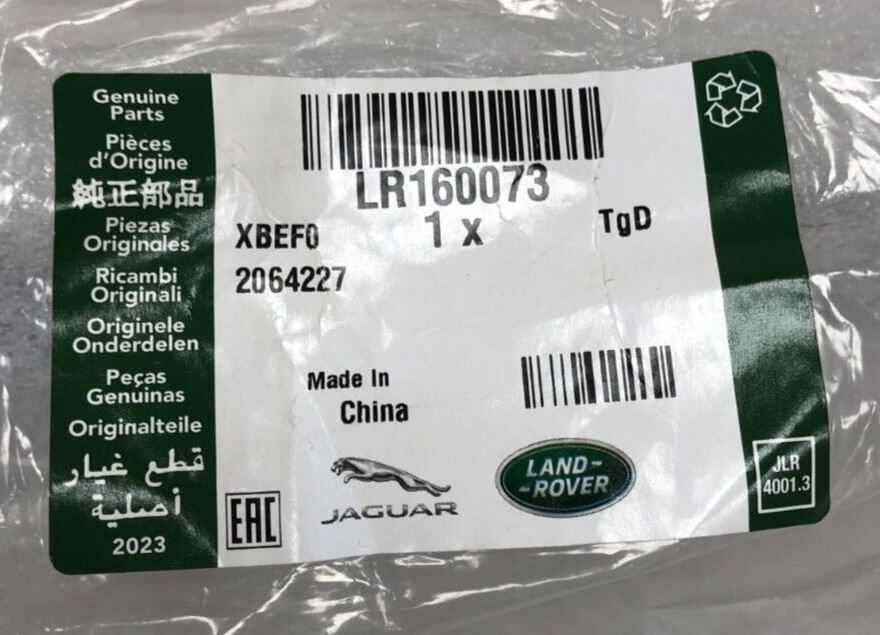 Genuine
Parts
Pièces
d'Origine
純正部品
Piezas
Originales
Ricambi
Originali
Originele
Onderdelen
Peças
Genuinas
Originalteile
قطع غيار
أصلية
2023
LR160073
1 x
TgD
XBEF0
2064227
Made In
China
EAC
JAGUAR
LAND-
-ROVER
JLR
4001.3